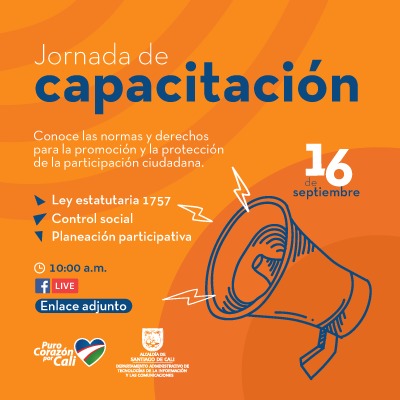 Jornada de
capacitación
Conoce las normas y derechos
para la promoción y la protección
de la participación ciudadana.
16
de
septiembre
Ley estatutaria 1757
Control social
Planeación participativa
10:00 a.m.
f LIVE
Enlace adjunto
Puro
Corazón
por
Cali
ALCALDÍA DE
SANTIAGO DE CALI
DEPARTAMENTO ADMINISTRATIVO DE
TECNOLOGÍAS DE LA INFORMACIÓN
Y LAS COMUNICACIONES